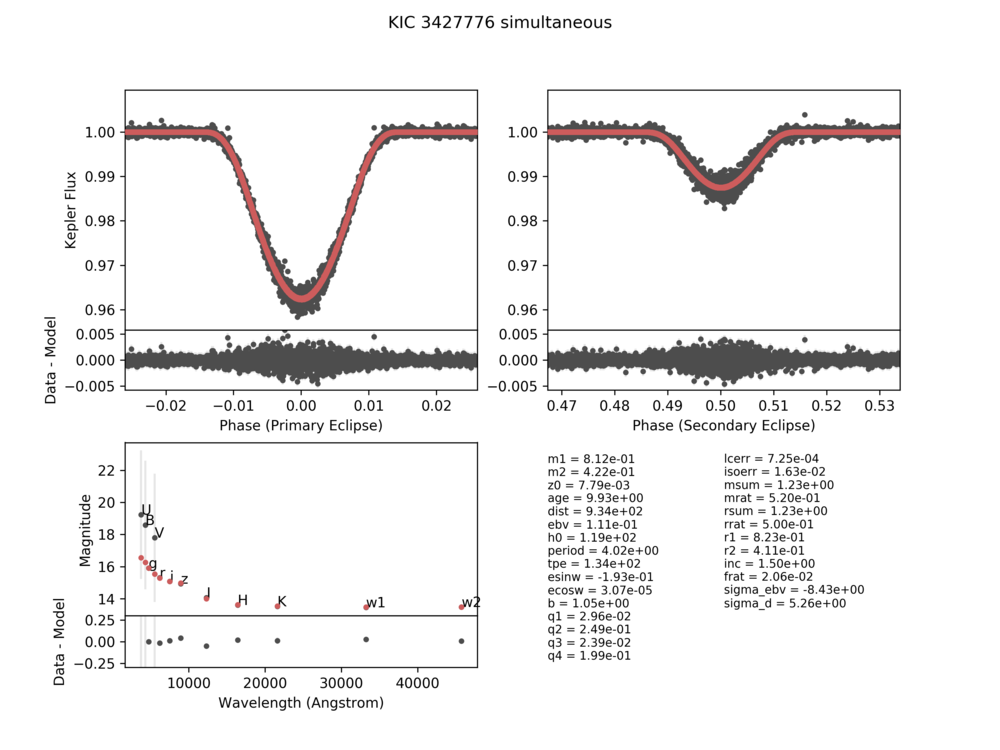 KIC 3427776 simultaneous
1.00
0.99
0.98
0.97
0.96
Kepler Flux
0.005
0.000
−0.005
Data - Model
−0.02
−0.01
0.00
0.01
0.02
Phase (Primary Eclipse)
1.00
0.99
0.98
0.97
0.96
0.005
0.000
−0.005
0.47
0.48
0.49
0.50
0.51
0.52
0.53
Phase (Secondary Eclipse)
22
20
18
16
14
Magnitude
U
B
V
g
r
i
z
J
H
K
w1
w2
0.25
0.00
−0.25
Data - Model
10000
20000
30000
40000
Wavelength (Angstrom)
m1 = 8.12e-01
m2 = 4.22e-01
z0 = 7.79e-03
age = 9.93e+00
dist = 9.34e+02
ebv = 1.11e-01
h0 = 1.19e+02
period = 4.02e+00
tpe = 1.34e+02
esinw = -1.93e-01
ecosw = 3.07e-05
b = 1.05e+00
q1 = 2.96e-02
q2 = 2.49e-01
q3 = 2.39e-02
q4 = 1.99e-01
lcerr = 7.25e-04
isoerr = 1.63e-02
msum = 1.23e+00
mrat = 5.20e-01
rsum = 1.23e+00
rrat = 5.00e-01
r1 = 8.23e-01
r2 = 4.11e-01
inc = 1.50e+00
frat = 2.06e-02
sigma_ebv = -8.43e+00
sigma_d = 5.26e+00